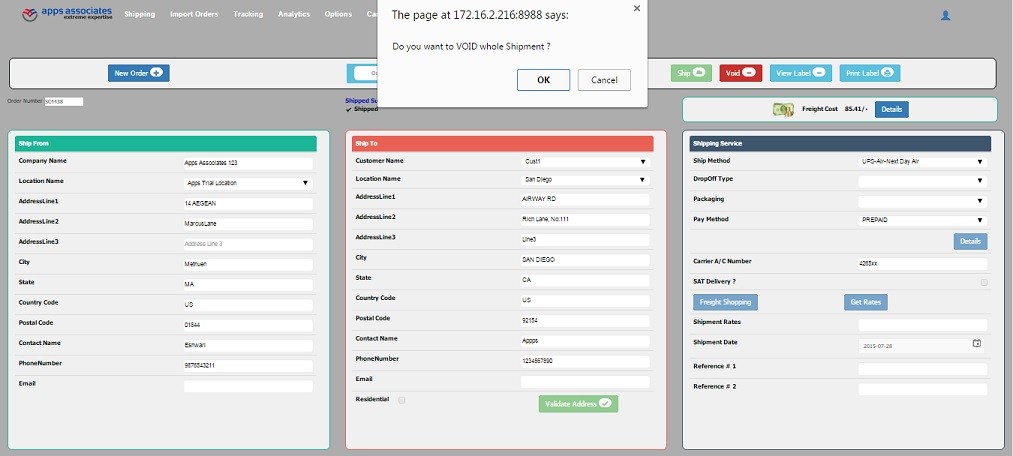 apps associates
extreme expertise
Shipping Import Orders Tracking Analytics Options
The page at 172.16.2.216:8988 says:
Do you want to VOID whole Shipment ?
OK Cancel
New Order Ship Void View Label Print Label
Order Number SCM38
Shipped
Freight Cost 85.41/- Details
Ship From
Company Name Apps Associates 123
Location Name Apps Trial Location
AddressLine1 14 AEGEAN
AddressLine2 MarcusLane
AddressLine3 Address Line 3
City Methuen
State MA
Country Code US
Postal Code 01844
Contact Name Eshwari
PhoneNumber 9876543211
Email
Ship To
Customer Name Cust1
Location Name San Diego
AddressLine1 AIRWAY RD
AddressLine2 Rich Lane, No:111
AddressLine3 Line3
City SAN DIEGO
State CA
Country Code US
Postal Code 92154
Contact Name Appps
PhoneNumber 1234567890
Email
Residential Validate Address
Shipping Service
Ship Method UPS-Air-Next Day Air
DropOff Type
Packaging
Pay Method PREPAID
Details
Carrier A/C Number 4265xx
SAT Delivery ?
Freight Shopping Get Rates
Shipment Rates
Shipment Date 2015-07-28
Reference # 1
Reference # 2